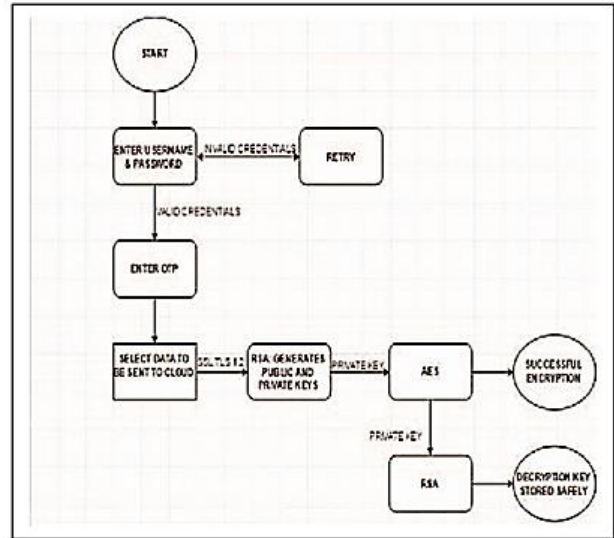 START
ENTER USERNAME
& PASSWORD
INVALID CREDENTIALS
RETRY
VALID CREDENTIALS
ENTER OTP
SELECT DATA TO
BE SENT TO CLOUD
SSL TLS
RSA: GENERATES
PUBLIC AND
PRIVATE KEYS
PRIVATE KEY
AES
SUCCESSFUL
ENCRYPTION
PRIVATE KEY
RSA
DECRYPTION KEY
STORED SAFELY